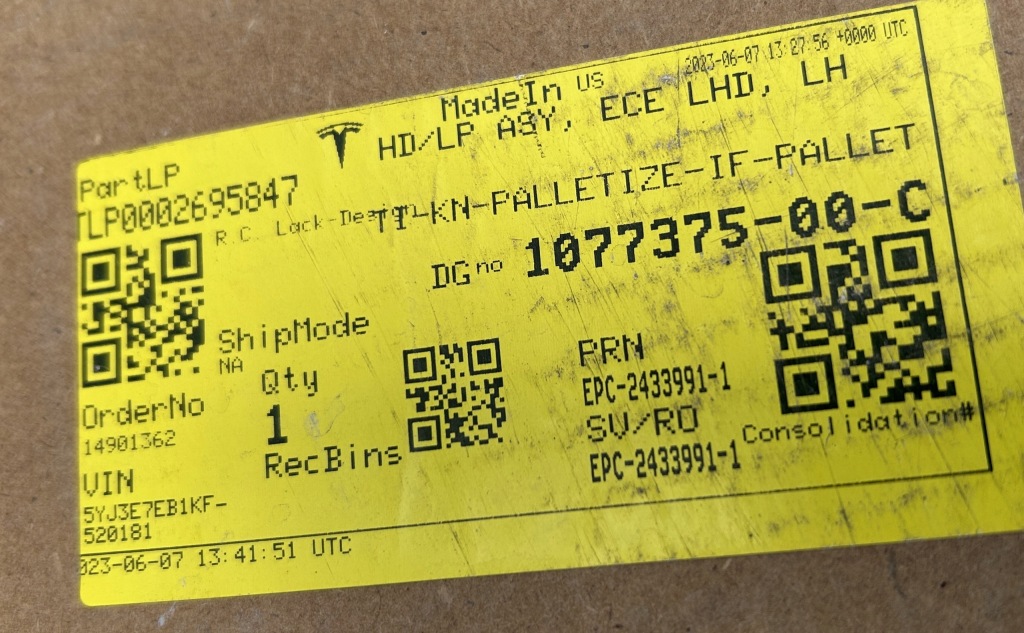 2023-06-07 13:27:56 +0000 UTC
MadeIn US
HD/LP ASY, ECE LHD, LH
PartLP
TLP0002695847
R.C. Lack-Design
TI-KN-PALLETIZE-IF-PALLET
DG no 1077375-00-C
ShipMode
NA
Qty
1
RecBins
OrderNo
14901362
VIN
5YJ3E7EB1KF-
520181
PRN
EPC-2433991-1
SV/RO
EPC-2433991-1
Consolidation#
023-06-07 13:41:51 UTC